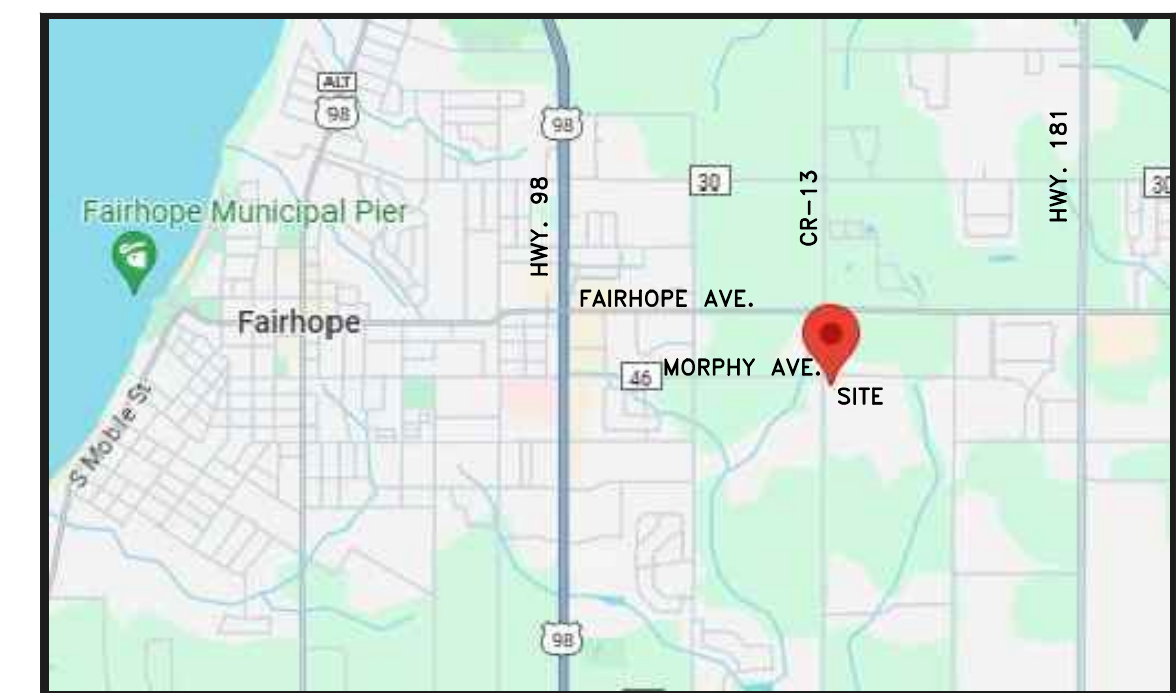 ALT
98
98
HWY. 98
30
CR-13
HWY. 181
30
Fairhope Municipal Pier
FAIRHOPE AVE.
Fairhope
46
MORPHY AVE.
SITE
S Moble St
98